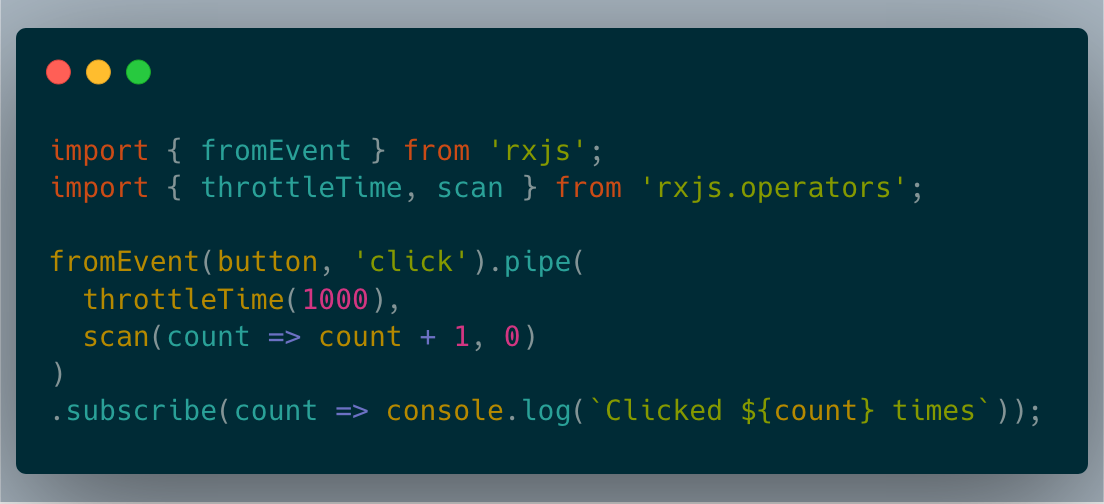 import { fromEvent } from 'rxjs';
import { throttleTime, scan } from 'rxjs.operators';
fromEvent(button, 'click').pipe(
  throttleTime(1000),
  scan(count => count + 1, 0)
)
.subscribe(count => console.log(`Clicked ${count} times`));